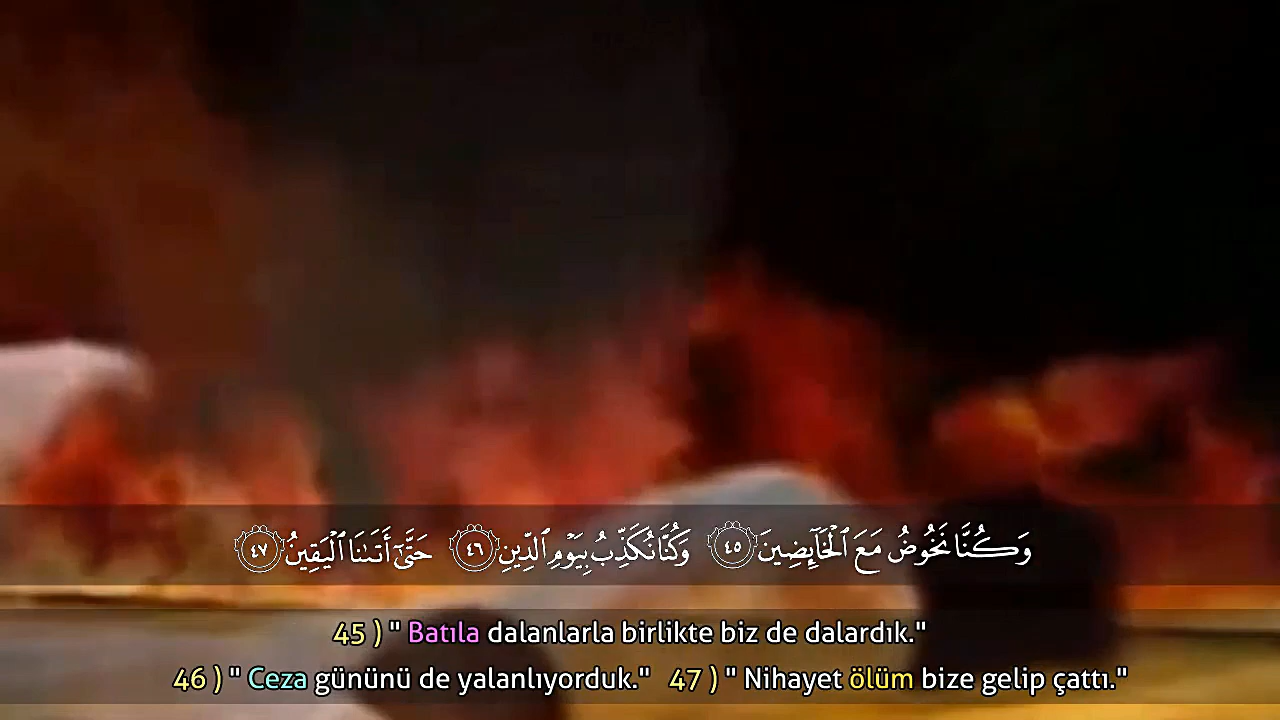 وَكُنَّا نَخُوضُ مَعَ ٱلْخَآئِضِينَ ٤٥ وَكُنَّا نُكَذِّبُ بِيَوْمِ ٱلدِّينِ ٤٦ حَتَّىٰٓ أَتَىٰنَا ٱلْيَقِينُ ٤٧
45 ) " Batıla dalanlarla birlikte biz de dalardık."
46 ) " Ceza gününü de yalanlıyorduk."   47 ) " Nihayet ölüm bize gelip çattı."